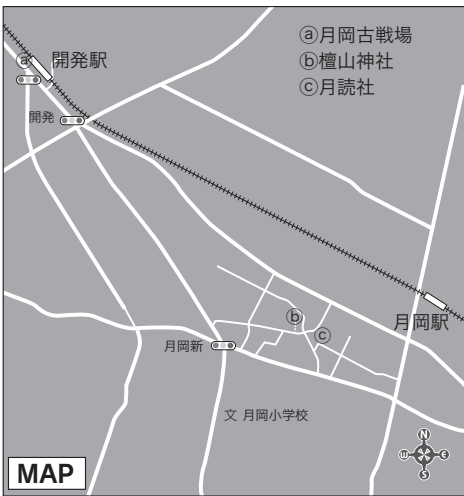 ⓐ月岡古戦場
ⓑ檀山神社
ⓒ月読社
ⓐ 開発駅
開発
月岡駅
ⓑ
ⓒ
月岡新
文 月岡小学校
N
W E
S
MAP